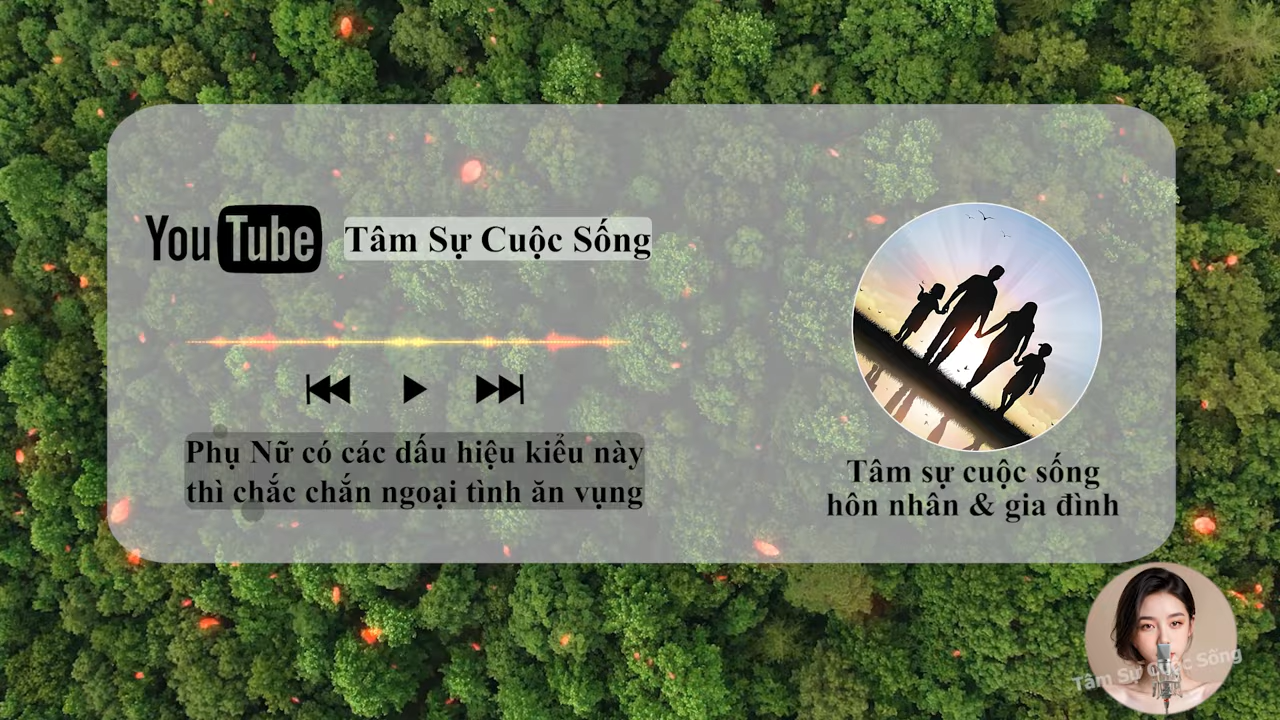 YouTube Tâm Sự Cuộc Sống
Phụ Nữ có các dấu hiệu kiểu này
thì chắc chắn ngoại tình ăn vụng
Tâm sự cuộc sống
hôn nhân & gia đình
Tâm Sự Cuộc Sống